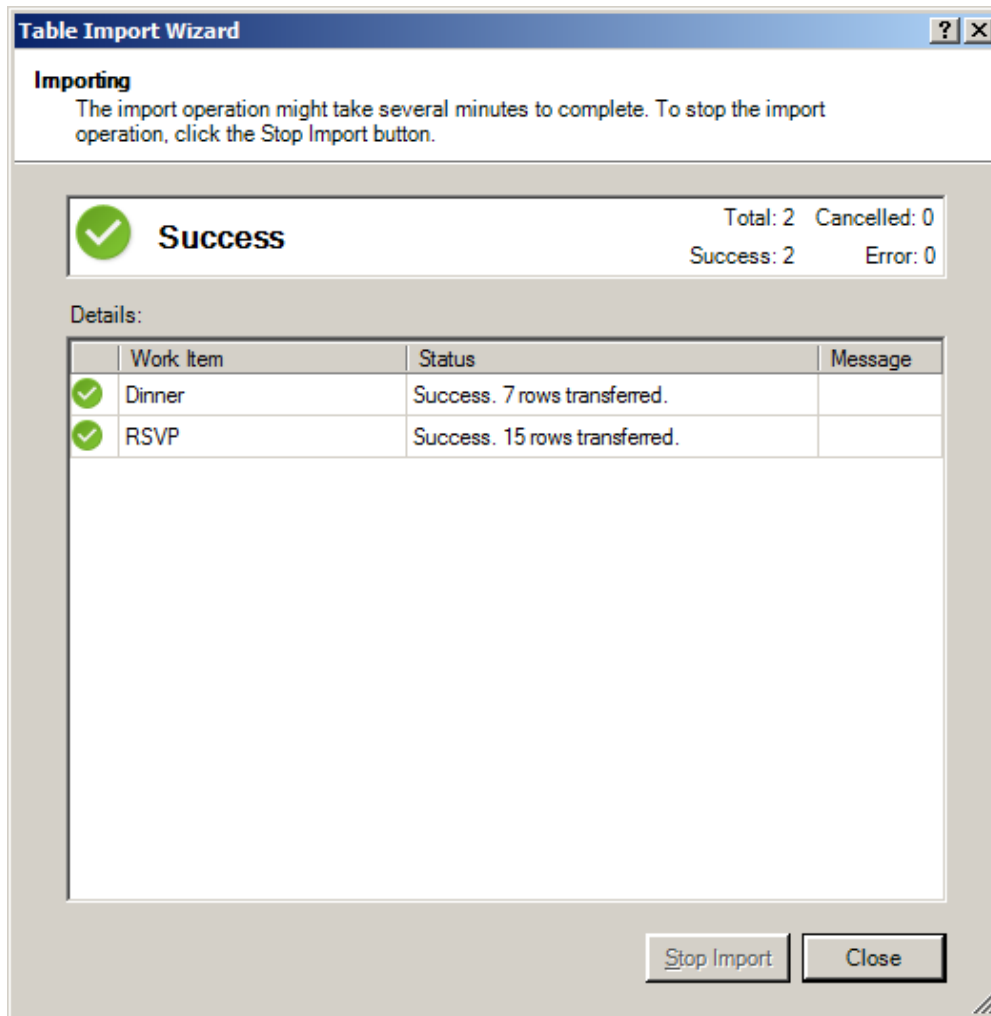 Table Import Wizard
Importing
The import operation might take several minutes to complete. To stop the import
operation, click the Stop Import button.
Success
Total: 2 Cancelled: 0
Success: 2 Error: 0
Details:
Work Item Status Message
Dinner Success. 7 rows transferred.
RSVP Success. 15 rows transferred.
Stop Import Close